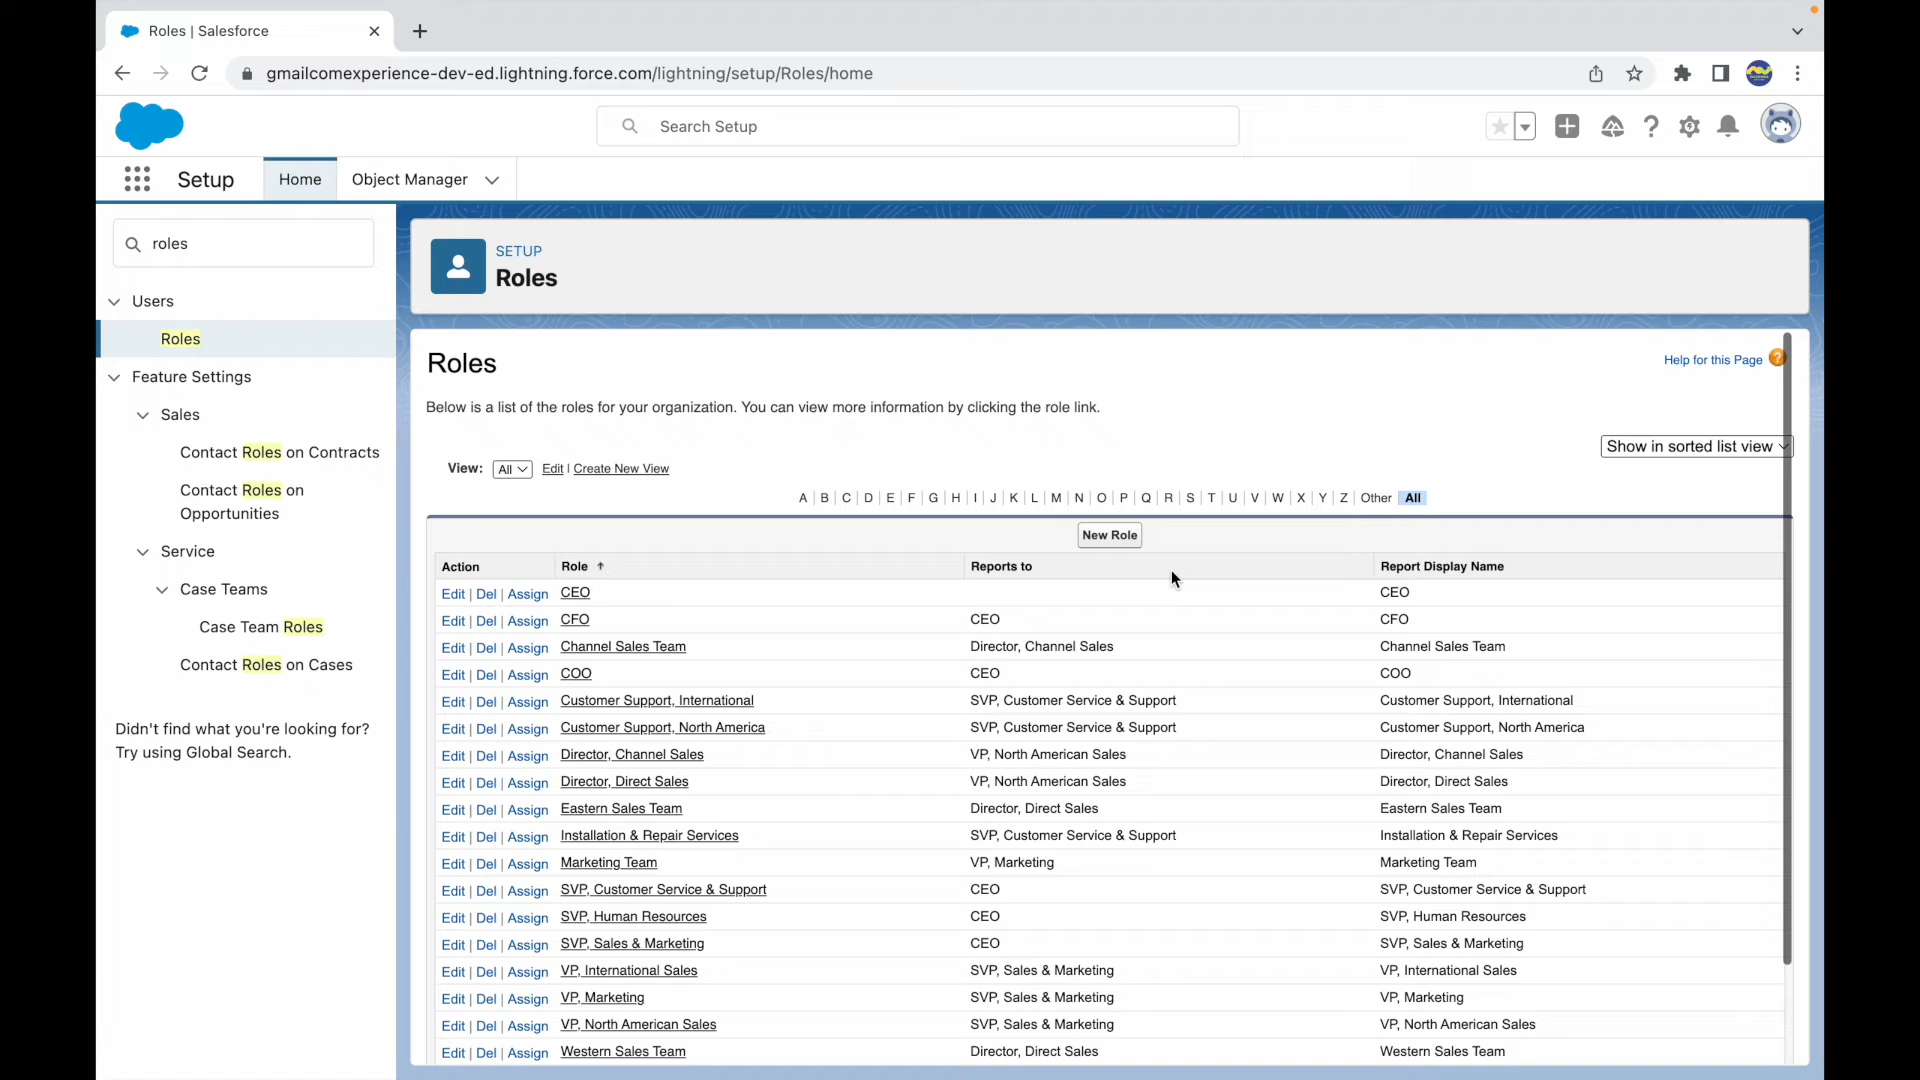 Roles | Salesforce
gmailcomexperience-dev-ed.lightning.force.com/lightning/setup/Roles/home
Search Setup
Setup Home Object Manager
roles
Users
Roles
Feature Settings
Sales
Contact Roles on Contracts
Contact Roles on
Opportunities
Service
Case Teams
Case Team Roles
Contact Roles on Cases
Didn't find what you're looking for?
Try using Global Search.
SETUP
Roles
Roles
Help for this Page ?
Below is a list of the roles for your organization. You can view more information by clicking the role link.
Show in sorted list view
View: All Edit | Create New View
A | B | C | D | E | F | G | H | I | J | K | L | M | N | O | P | Q | R | S | T | U | V | W | X | Y | Z | Other All
New Role
Action Role Reports to Report Display Name
Edit | Del | Assign CEO CEO
Edit | Del | Assign CFO CEO CFO
Edit | Del | Assign Channel Sales Team Director, Channel Sales Channel Sales Team
Edit | Del | Assign COO CEO COO
Edit | Del | Assign Customer Support, International SVP, Customer Service & Support Customer Support, International
Edit | Del | Assign Customer Support, North America SVP, Customer Service & Support Customer Support, North America
Edit | Del | Assign Director, Channel Sales VP, North American Sales Director, Channel Sales
Edit | Del | Assign Director, Direct Sales VP, North American Sales Director, Direct Sales
Edit | Del | Assign Eastern Sales Team Director, Direct Sales Eastern Sales Team
Edit | Del | Assign Installation & Repair Services SVP, Customer Service & Support Installation & Repair Services
Edit | Del | Assign Marketing Team VP, Marketing Marketing Team
Edit | Del | Assign SVP, Customer Service & Support CEO SVP, Customer Service & Support
Edit | Del | Assign SVP, Human Resources CEO SVP, Human Resources
Edit | Del | Assign SVP, Sales & Marketing CEO SVP, Sales & Marketing
Edit | Del | Assign VP, International Sales SVP, Sales & Marketing VP, International Sales
Edit | Del | Assign VP, Marketing SVP, Sales & Marketing VP, Marketing
Edit | Del | Assign VP, North American Sales SVP, Sales & Marketing VP, North American Sales
Edit | Del | Assign Western Sales Team Director, Direct Sales Western Sales Team